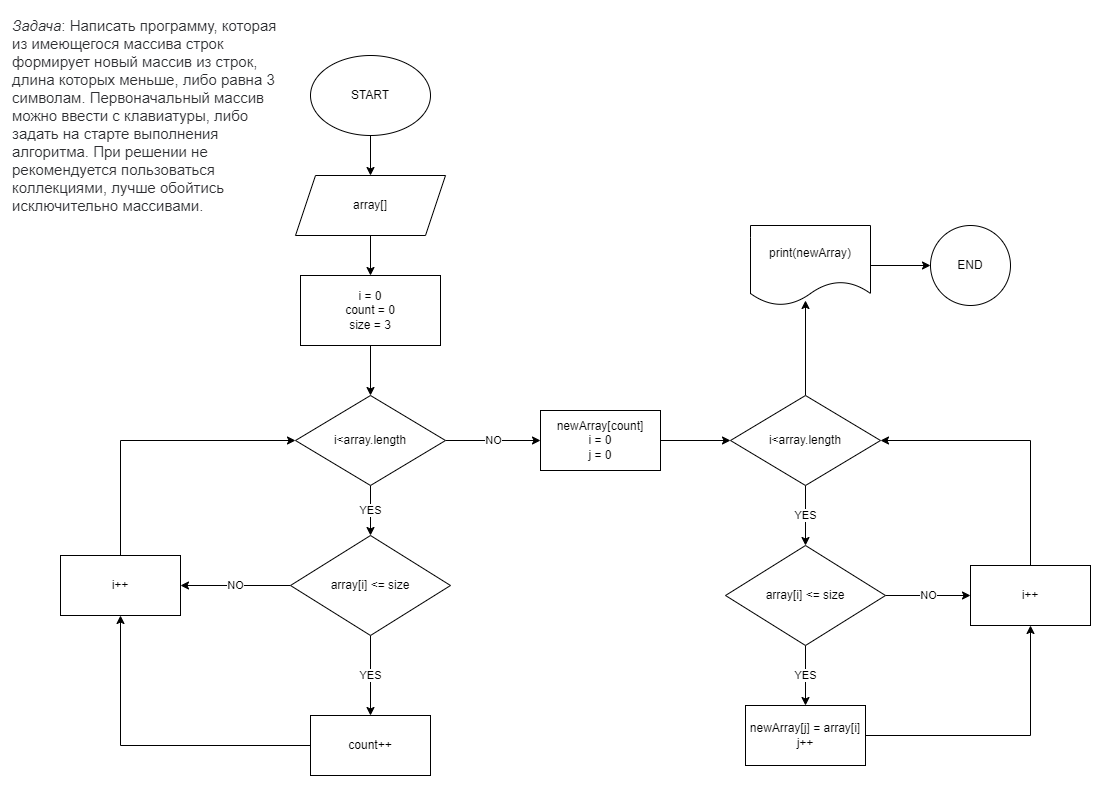 Задача: Написать программу, которая
из имеющегося массива строк
формирует новый массив из строк,
длина которых меньше, либо равна 3
символам. Первоначальный массив
можно ввести с клавиатуры, либо
задать на старте выполнения
алгоритма. При решении не
рекомендуется пользоваться
коллекциями, лучше обойтись
исключительно массивами.
START
array[]
i = 0
count = 0
size = 3
i<array.length
NO
YES
array[i] <= size
NO
i++
YES
count++
newArray[count]
i = 0
j = 0
i<array.length
print(newArray)
END
YES
array[i] <= size
NO
i++
YES
newArray[j] = array[i]
j++